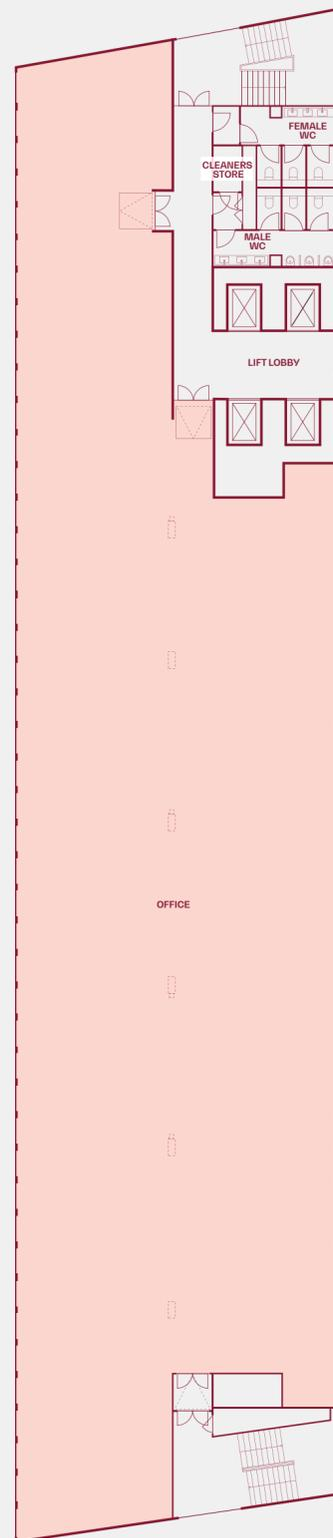 FEMALE
WC
CLEANERS
STORE
MALE
WC
LIFT LOBBY
OFFICE